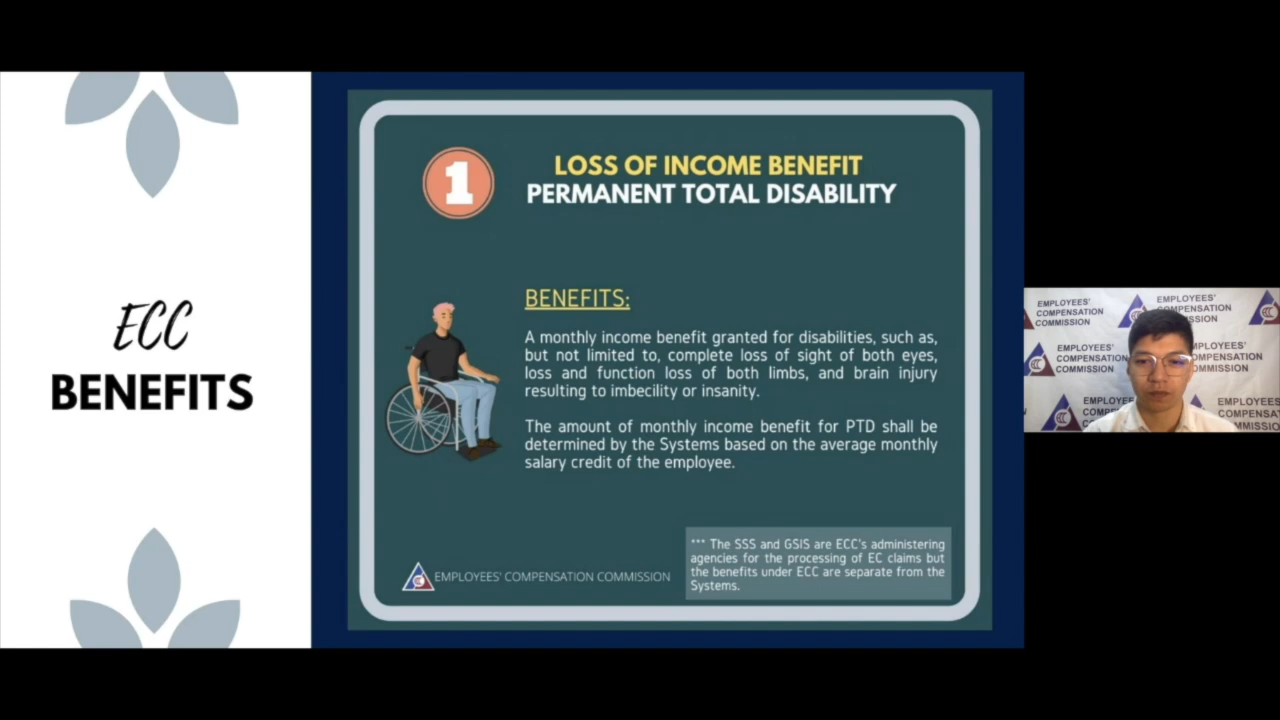 ECC
BENEFITS
1
LOSS OF INCOME BENEFIT
PERMANENT TOTAL DISABILITY
BENEFITS:
A monthly income benefit granted for disabilities, such as,
but not limited to, complete loss of sight of both eyes,
loss and function loss of both limbs, and brain injury
resulting to imbecility or insanity.
The amount of monthly income benefit for PTD shall be
determined by the Systems based on the average monthly
salary credit of the employee.
*** The SSS and GSIS are ECC's administering
agencies for the processing of EC claims but
the benefits under ECC are separate from the
Systems.
EMPLOYEES' COMPENSATION COMMISSION
EMPLOYEES'
COMPENSATION
COMMISSION
EMPLOYEES'
COMPENSATION
COMMISSION